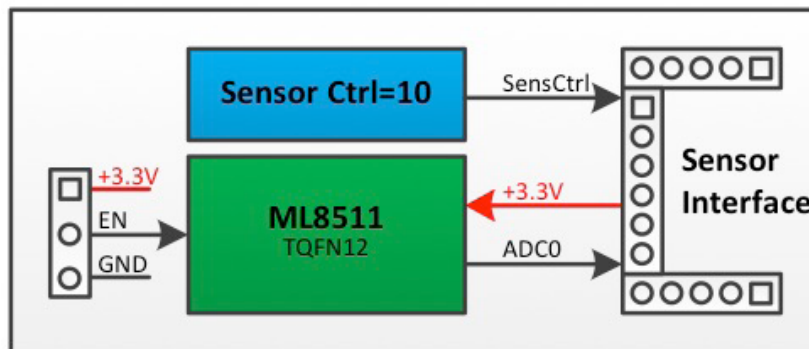 Sensor Ctrl=10
SensCtrl
+3.3V
EN
GND
ML8511
TQFN12
+3.3V
ADC0
Sensor
Interface